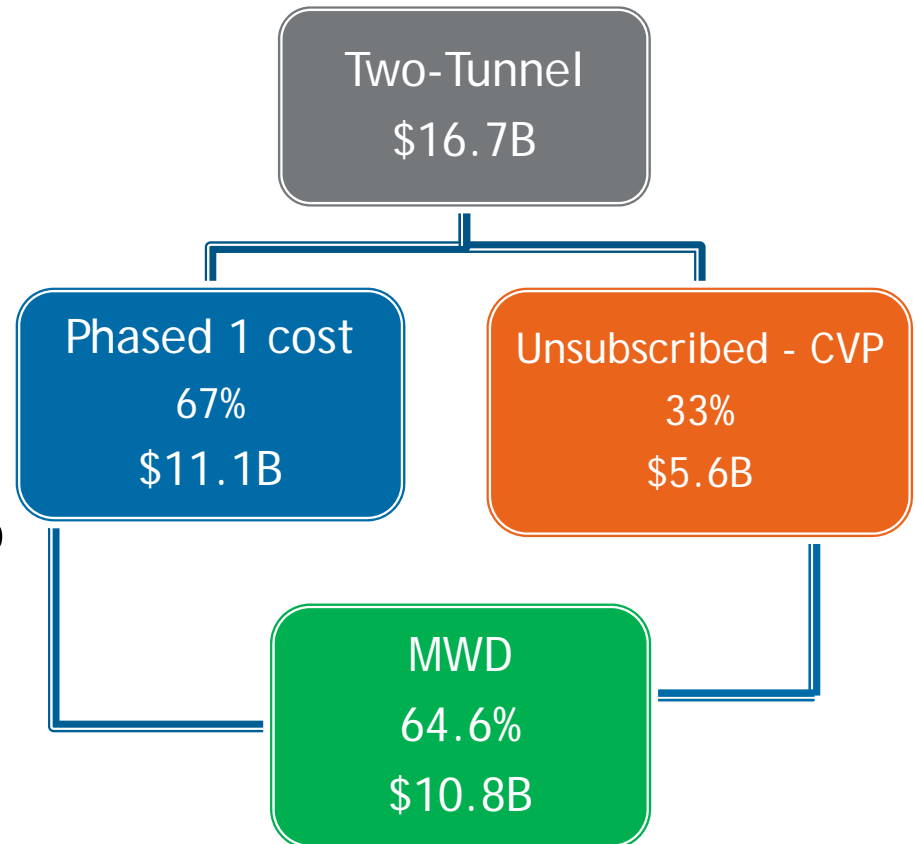 Two-Tunnel
$16.7B
Phased 1 cost
67%
$11.1B
Unsubscribed - CVP
33%
$5.6B
)
MWD
64.6%
$10.8B